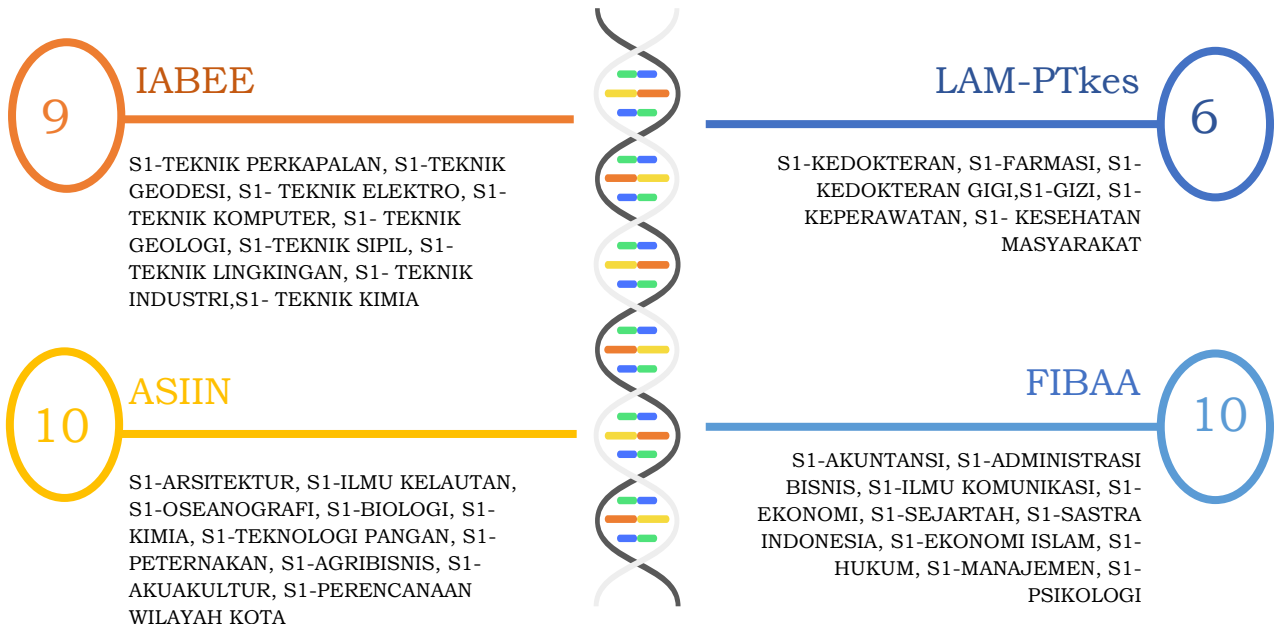 9
IABEE
S1-TEKNIK PERKAPALAN, S1-TEKNIK
GEODESI, S1- TEKNIK ELEKTRO, S1-
TEKNIK KOMPUTER, S1- TEKNIK
GEOLOGI, S1-TEKNIK SIPIL, S1-
TEKNIK LINGKINGAN, S1- TEKNIK
INDUSTRI,S1- TEKNIK KIMIA
LAM-PTkes
6
S1-KEDOKTERAN, S1-FARMASI, S1-
KEDOKTERAN GIGI,S1-GIZI, S1-
KEPERAWATAN, S1- KESEHATAN
MASYARAKAT
10
ASIIN
S1-ARSITEKTUR, S1-ILMU KELAUTAN,
S1-OSEANOGRAFI, S1-BIOLOGI, S1-
KIMIA, S1-TEKNOLOGI PANGAN, S1-
PETERNAKAN, S1-AGRIBISNIS, S1-
AKUAKULTUR, S1-PERENCANAAN
WILAYAH KOTA
FIBAA
10
S1-AKUNTANSI, S1-ADMINISTRASI
BISNIS, S1-ILMU KOMUNIKASI, S1-
EKONOMI, S1-SEJARTAH, S1-SASTRA
INDONESIA, S1-EKONOMI ISLAM, S1-
HUKUM, S1-MANAJEMEN, S1-
PSIKOLOGI